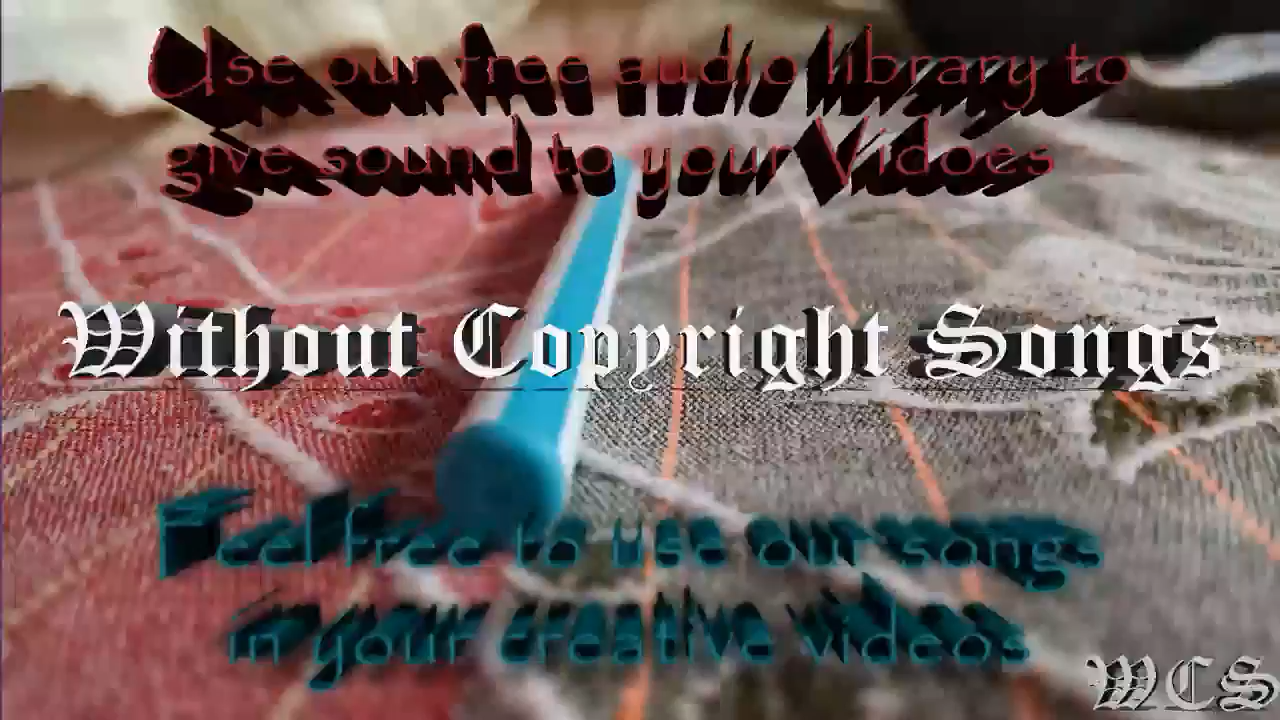 Use our free audio library to
give sound to your Vidoes
Without Copyright Songs
Feel free to use our songs
in your creative videos
WCS